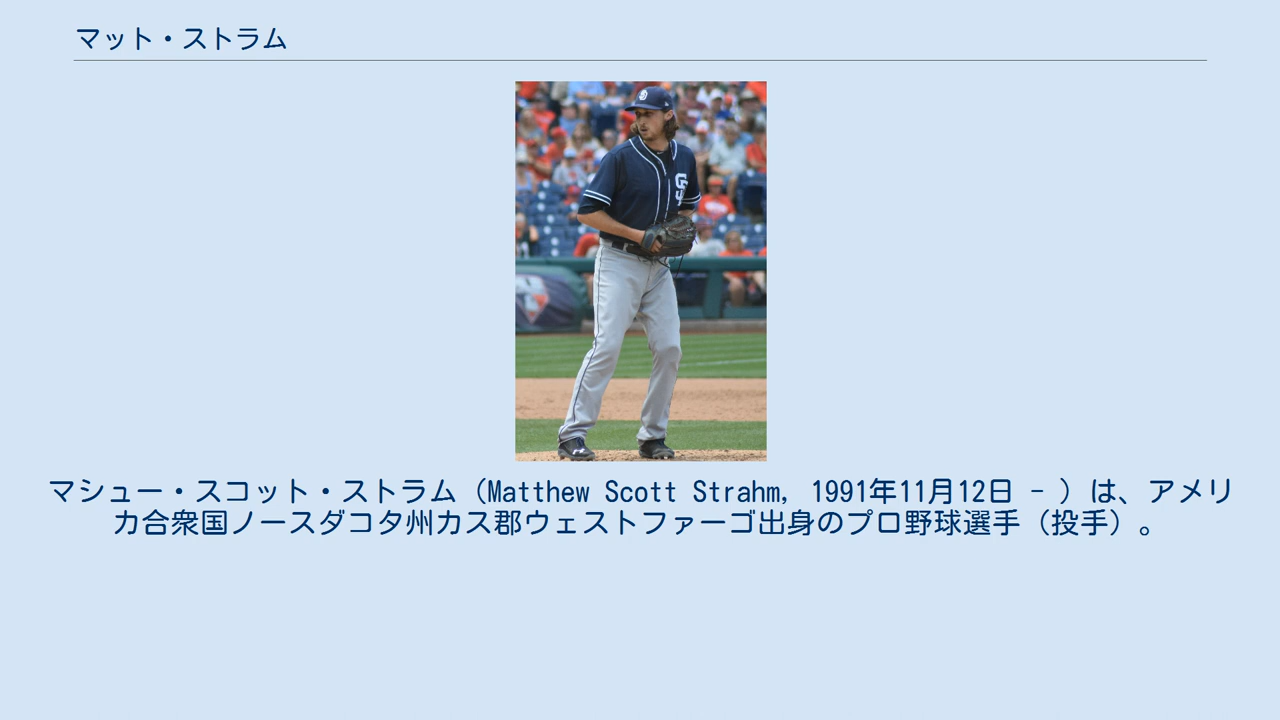 マット・ストラム
マシュー・スコット・ストラム（Matthew Scott Strahm, 1991年11月12日 - ）は、アメリ
カ合衆国ノースダコタ州カス郡ウェストファーゴ出身のプロ野球選手（投手）。